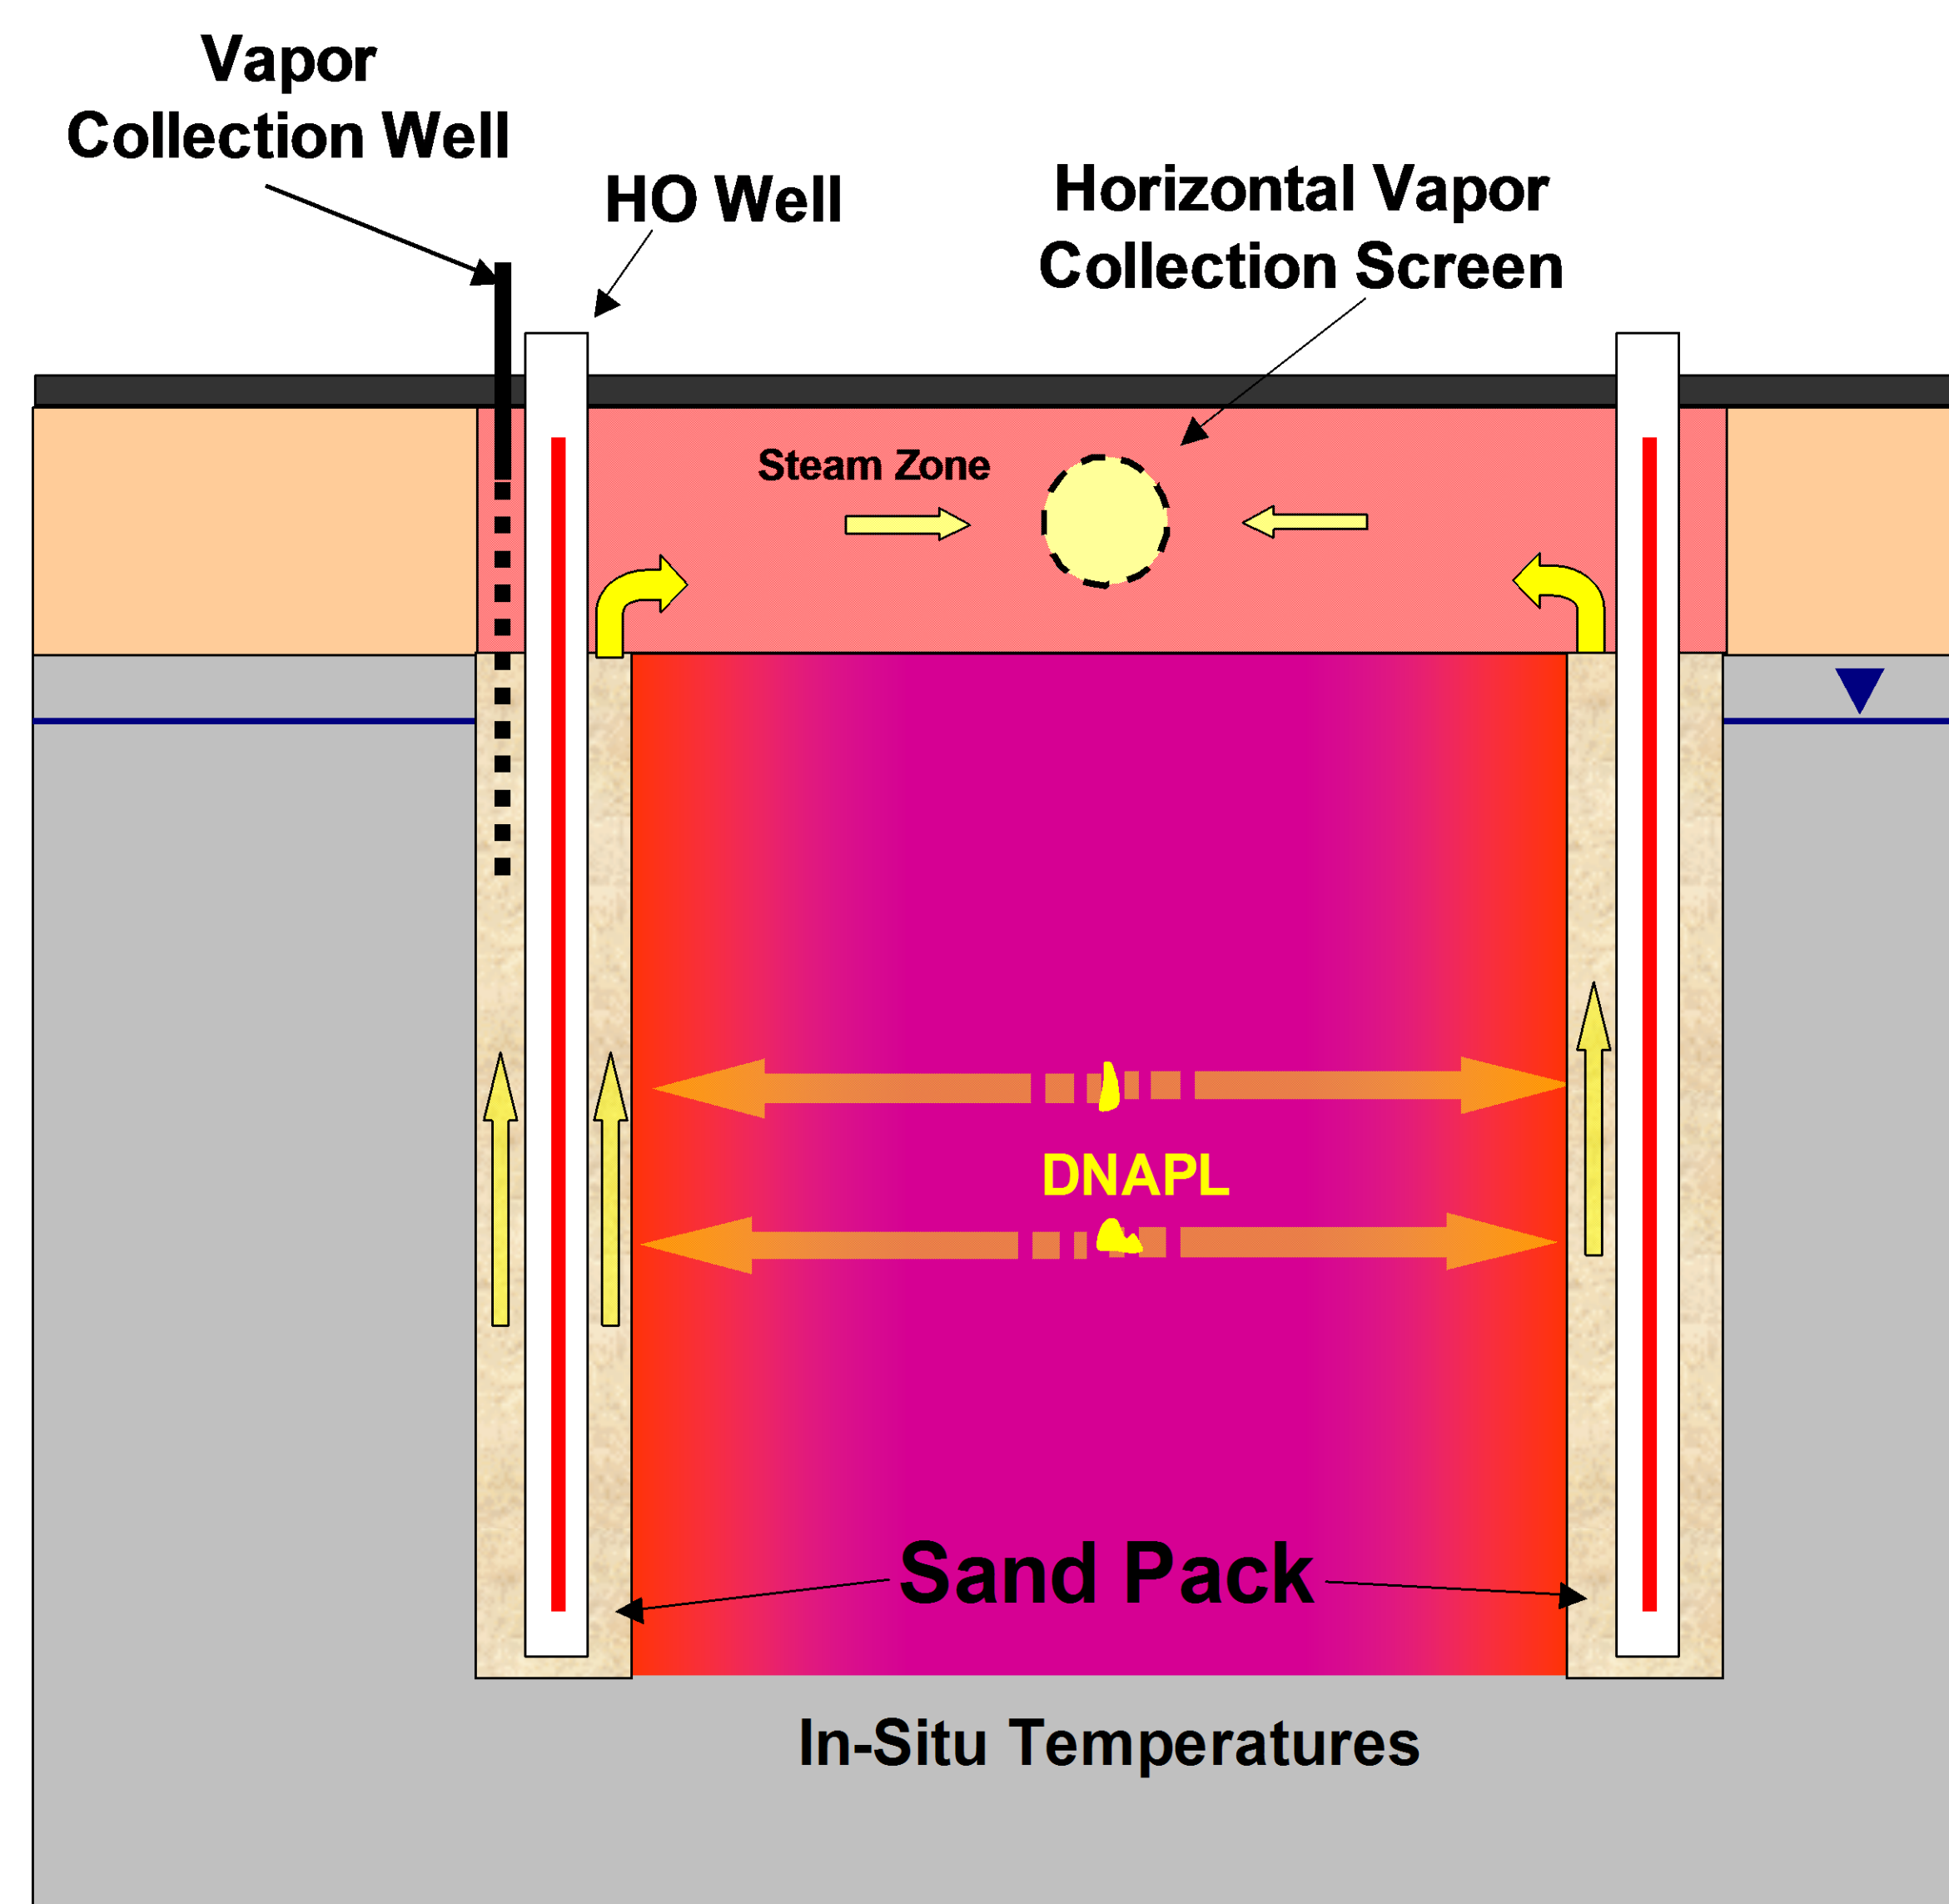 Vapor
Collection Well
HO Well
Horizontal Vapor
Collection Screen
Steam Zone
DNAPL
Sand Pack
In-Situ Temperatures